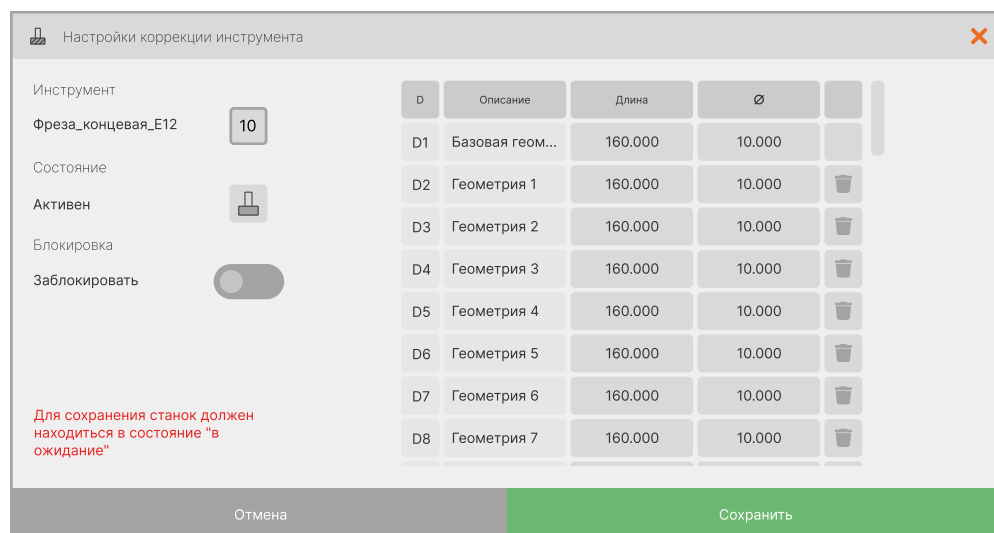 Настройки коррекции инструмента
Инструмент
Фреза_концевая_E12
10
Состояние
Активен
Блокировка
Заблокировать
Для сохранения станок должен
находиться в состояние "в
ожидание"
D Описание Длина Ø
D1 Базовая геом... 160.000 10.000
D2 Геометрия 1 160.000 10.000
D3 Геометрия 2 160.000 10.000
D4 Геометрия 3 160.000 10.000
D5 Геометрия 4 160.000 10.000
D6 Геометрия 5 160.000 10.000
D7 Геометрия 6 160.000 10.000
D8 Геометрия 7 160.000 10.000
Отмена
Сохранить